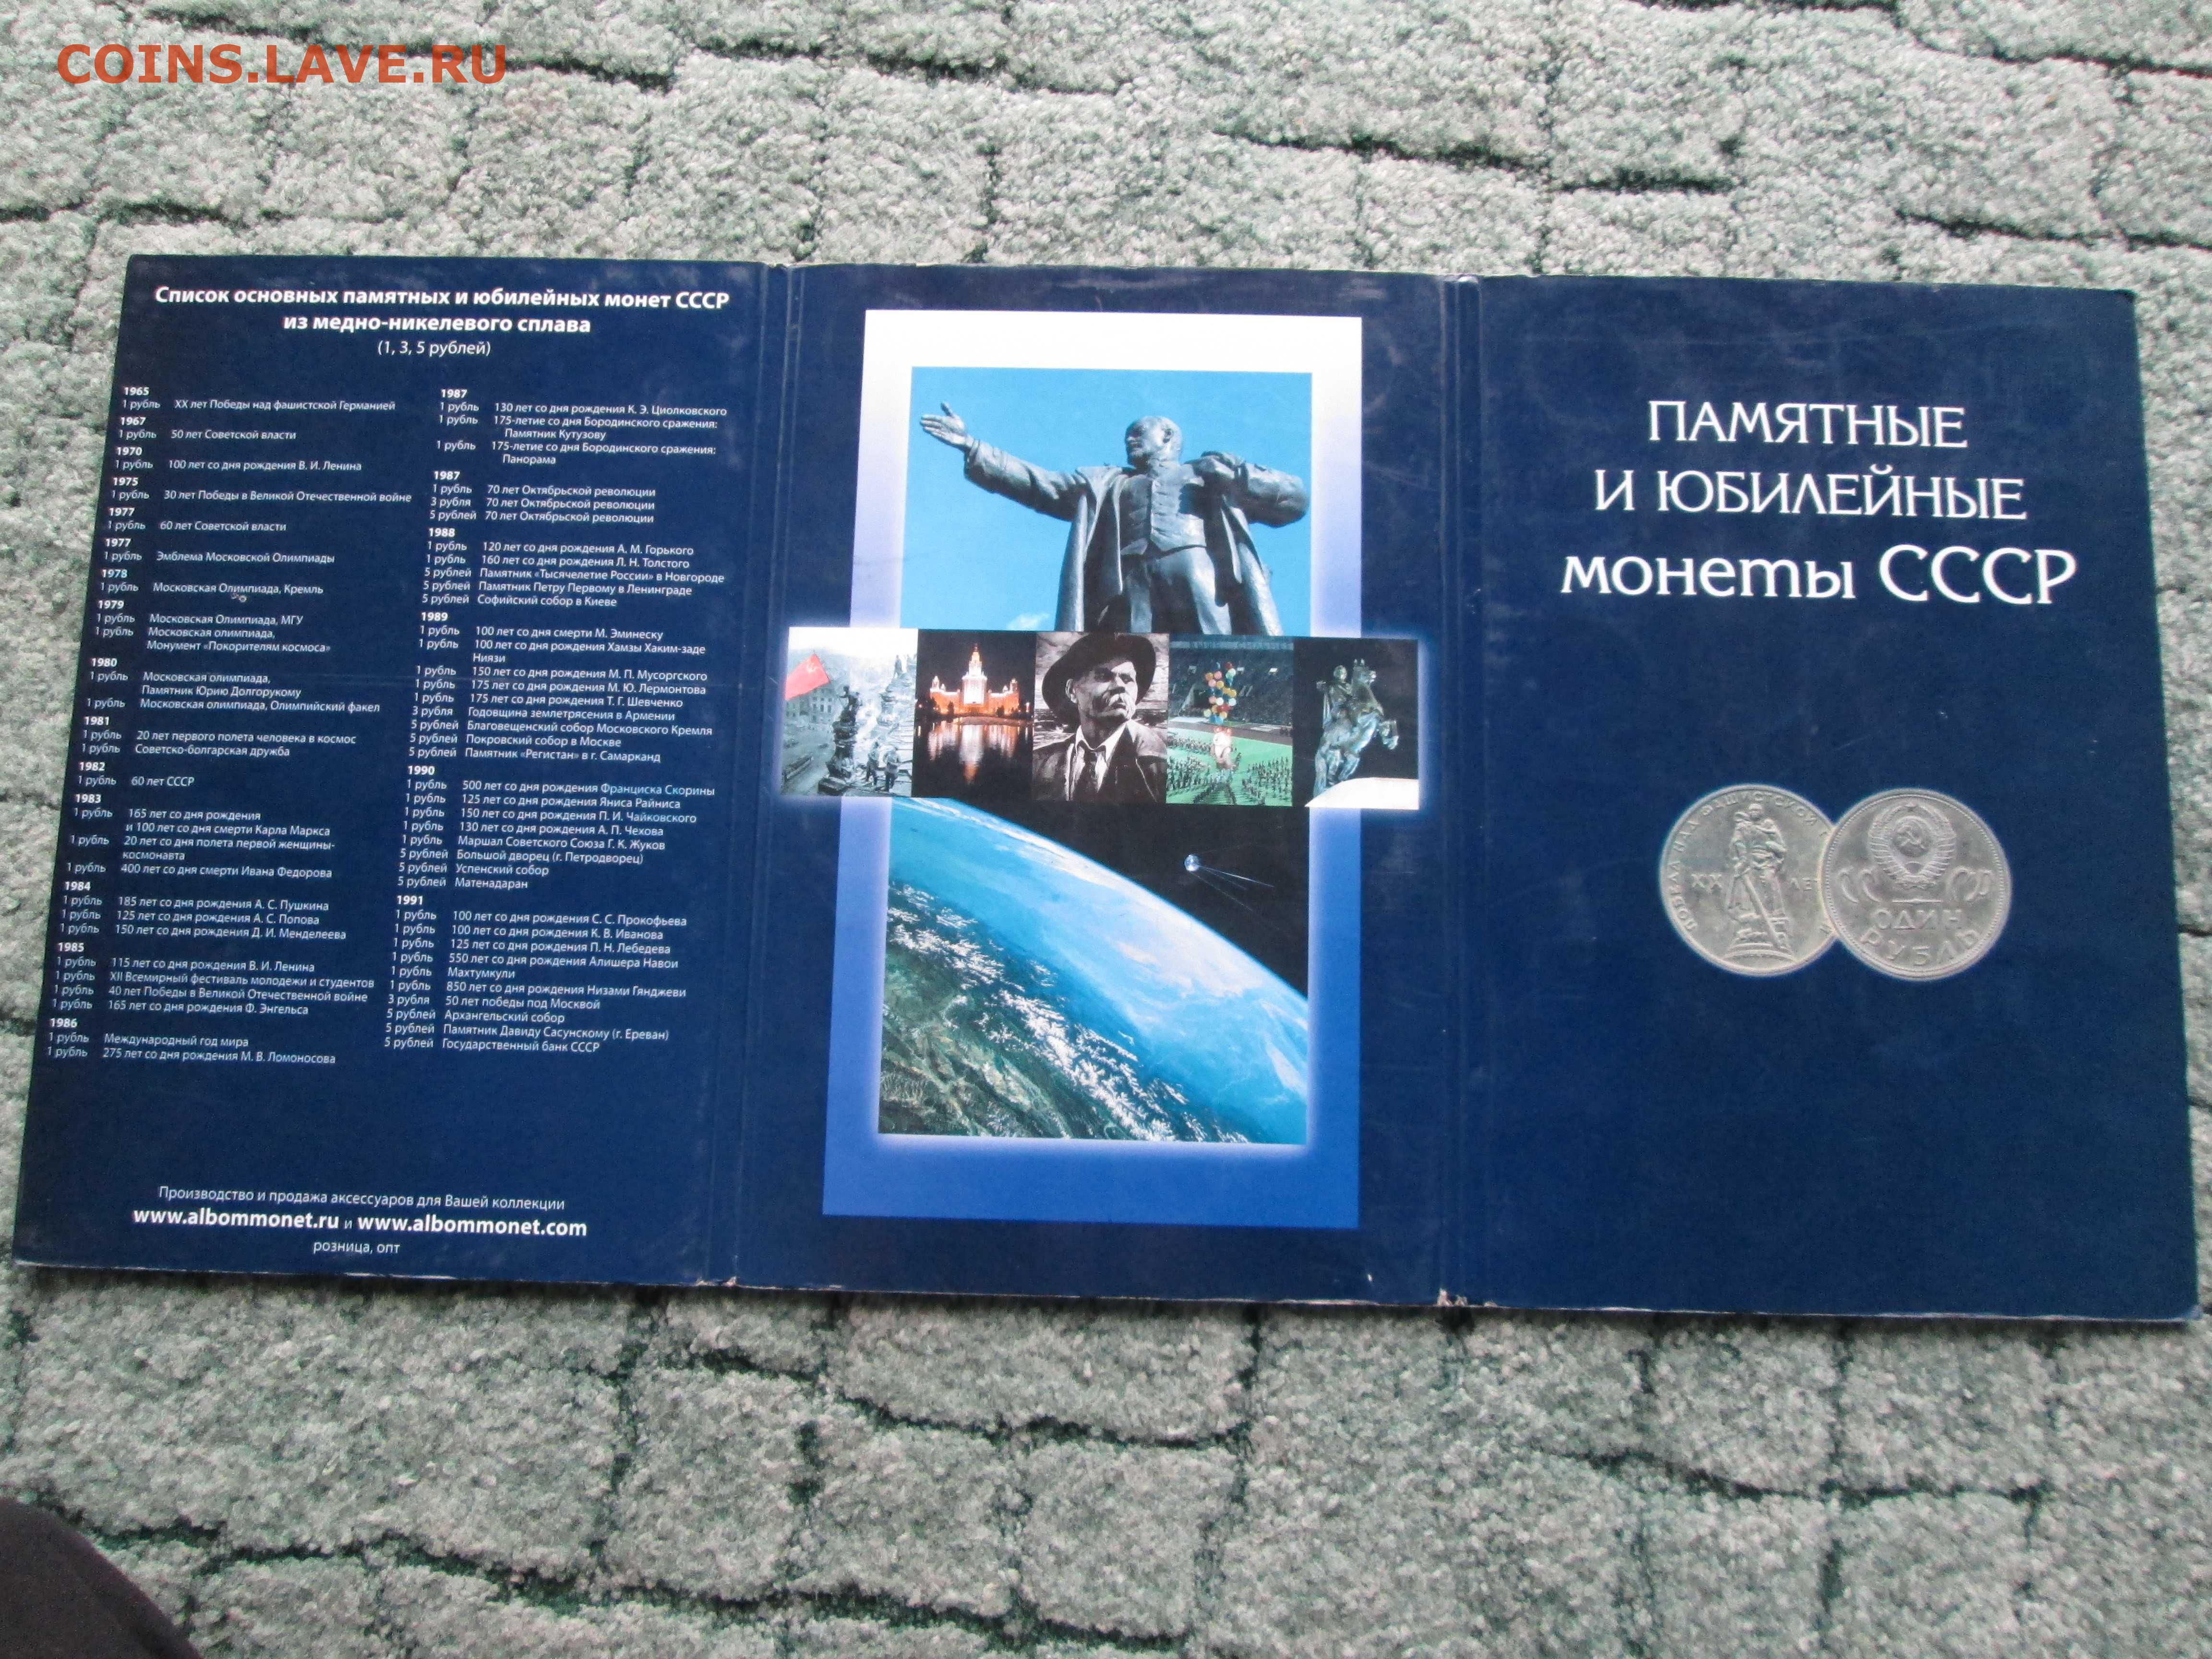 COINS.LAVE.RU
Список основных памятных и юбилейных монет СССР
из медно-никелевого сплава
(1, 3, 5 рублей)
1965
1 рубль ХХ лет Победы над фашистской Германией
1967
1 рубль 50 лет Советской власти
1970
1 рубль 100 лет со дня рождения В. И. Ленина
1975
1 рубль 30 лет Победы в Великой Отечественной войне
1977
1 рубль 60 лет Советской власти
1977
1 рубль Эмблема Московской Олимпиады
1978
1 рубль Московская Олимпиада, Кремль
1979
1 рубль Московская Олимпиада, МГУ
1 рубль Московская олимпиада,
Монумент «Покорителям космоса»
1980
1 рубль Московская олимпиада,
Памятник Юрию Долгорукому
1 рубль Московская олимпиада, Олимпийский факел
1981
1 рубль 20 лет первого полета человека в космос
1 рубль Советско-болгарская дружба
1982
1 рубль 60 лет СССР
1983
1 рубль 165 лет со дня рождения
и 100 лет со дня смерти Карла Маркса
1 рубль 20 лет со дня полета первой женщины-
космонавта
1 рубль 400 лет со дня смерти Ивана Федорова
1984
1 рубль 185 лет со дня рождения А. С. Пушкина
1 рубль 125 лет со дня рождения А. С. Попова
1 рубль 150 лет со дня рождения Д. И. Менделеева
1985
1 рубль 115 лет со дня рождения В. И. Ленина
1 рубль XII Всемирный фестиваль молодежи и студентов
1 рубль 40 лет Победы в Великой Отечественной войне
1 рубль 165 лет со дня рождения Ф. Энгельса
1986
1 рубль Международный год мира
1 рубль 275 лет со дня рождения М. В. Ломоносова
1987
1 рубль 130 лет со дня рождения К. Э. Циолковского
1 рубль 175-летие со дня Бородинского сражения:
Памятник Кутузову
1 рубль 175-летие со дня Бородинского сражения:
Панорама
1987
1 рубль 70 лет Октябрьской революции
3 рубля 70 лет Октябрьской революции
5 рублей 70 лет Октябрьской революции
1988
1 рубль 120 лет со дня рождения А. М. Горького
1 рубль 160 лет со дня рождения Л. Н. Толстого
5 рублей Памятник «Тысячелетие России» в Новгороде
5 рублей Памятник Петру Первому в Ленинграде
5 рублей Софийский собор в Киеве
1989
1 рубль 100 лет со дня смерти М. Эминеску
1 рубль 100 лет со дня рождения Хамзы Хаким-заде
Ниязи
1 рубль 150 лет со дня рождения М. П. Мусоргского
1 рубль 175 лет со дня рождения М. Ю. Лермонтова
1 рубль 175 лет со дня рождения Т. Г. Шевченко
3 рубля Годовщина землетрясения в Армении
5 рублей Благовещенский собор Московского Кремля
5 рублей Покровский собор в Москве
5 рублей Памятник «Регистан» в г. Самарканд
1990
1 рубль 500 лет со дня рождения Франциска Скорины
1 рубль 125 лет со дня рождения Яниса Райниса
1 рубль 150 лет со дня рождения П. И. Чайковского
1 рубль 130 лет со дня рождения А. П. Чехова
1 рубль Маршал Советского Союза Г. К. Жуков
5 рублей Большой дворец (г. Петродворец)
5 рублей Успенский собор
5 рублей Матенадаран
1991
1 рубль 100 лет со дня рождения С. С. Прокофьева
1 рубль 100 лет со дня рождения К. В. Иванова
1 рубль 125 лет со дня рождения П. Н. Лебедева
1 рубль 550 лет со дня рождения Алишера Навои
1 рубль Махтумкули
1 рубль 850 лет со дня рождения Низами Гянджеви
3 рубля 50 лет победы под Москвой
5 рублей Архангельский собор
5 рублей Памятник Давиду Сасунскому (г. Ереван)
5 рублей Государственный банк СССР
Производство и продажа аксессуаров для Вашей коллекции
www.albommonet.ru и www.albommonet.com
розница, опт
ПАМЯТНЫЕ
И ЮБИЛЕЙНЫЕ
монеты СССР
ХХ ЛЕ
ОДИН
РУБЛЬ